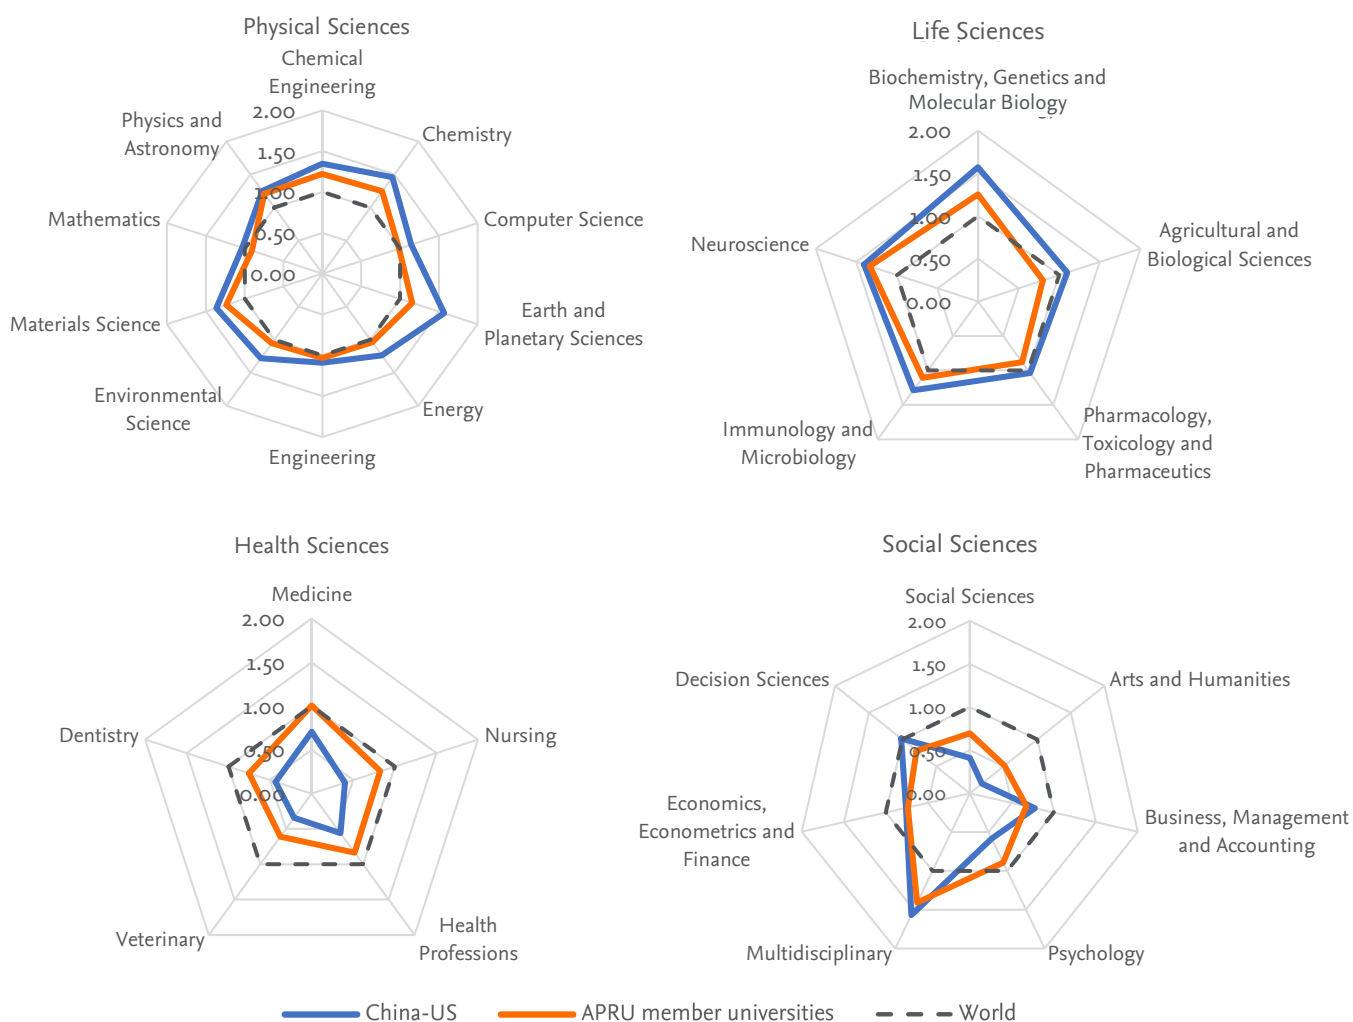 Physical Sciences
Chemical
Engineering
2.00
1.50
1.00
0.50
0.00
Physics and
Astronomy
Chemistry
Mathematics
Computer Science
Materials Science
Earth and
Planetary Sciences
Environmental
Science
Energy
Engineering
Life Sciences
Biochemistry, Genetics and
Molecular Biology
2.00
1.50
1.00
0.50
0.00
Neuroscience
Agricultural and
Biological Sciences
Immunology and
Microbiology
Pharmacology,
Toxicology and
Pharmaceutics
Health Sciences
Medicine
2.00
1.50
1.00
0.50
0.00
Dentistry
Nursing
Veterinary
Health
Professions
Social Sciences
Social Sciences
2.00
1.50
1.00
0.50
0.00
Decision Sciences
Arts and Humanities
Economics,
Econometrics and
Finance
Business, Management
and Accounting
Multidisciplinary
Psychology
China-US
APRU member universities
World